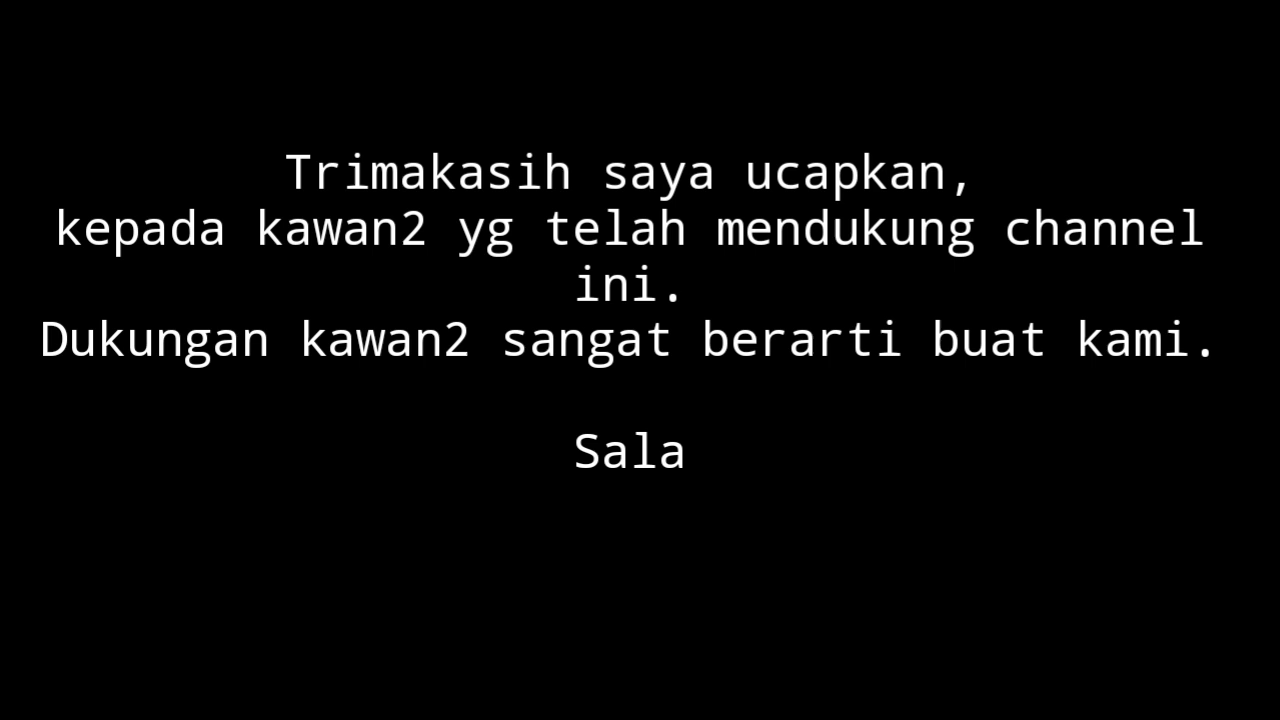 Trimakasih saya ucapkan,
kepada kawan2 yg telah mendukung channel
ini.
Dukungan kawan2 sangat berarti buat kami.
Sala